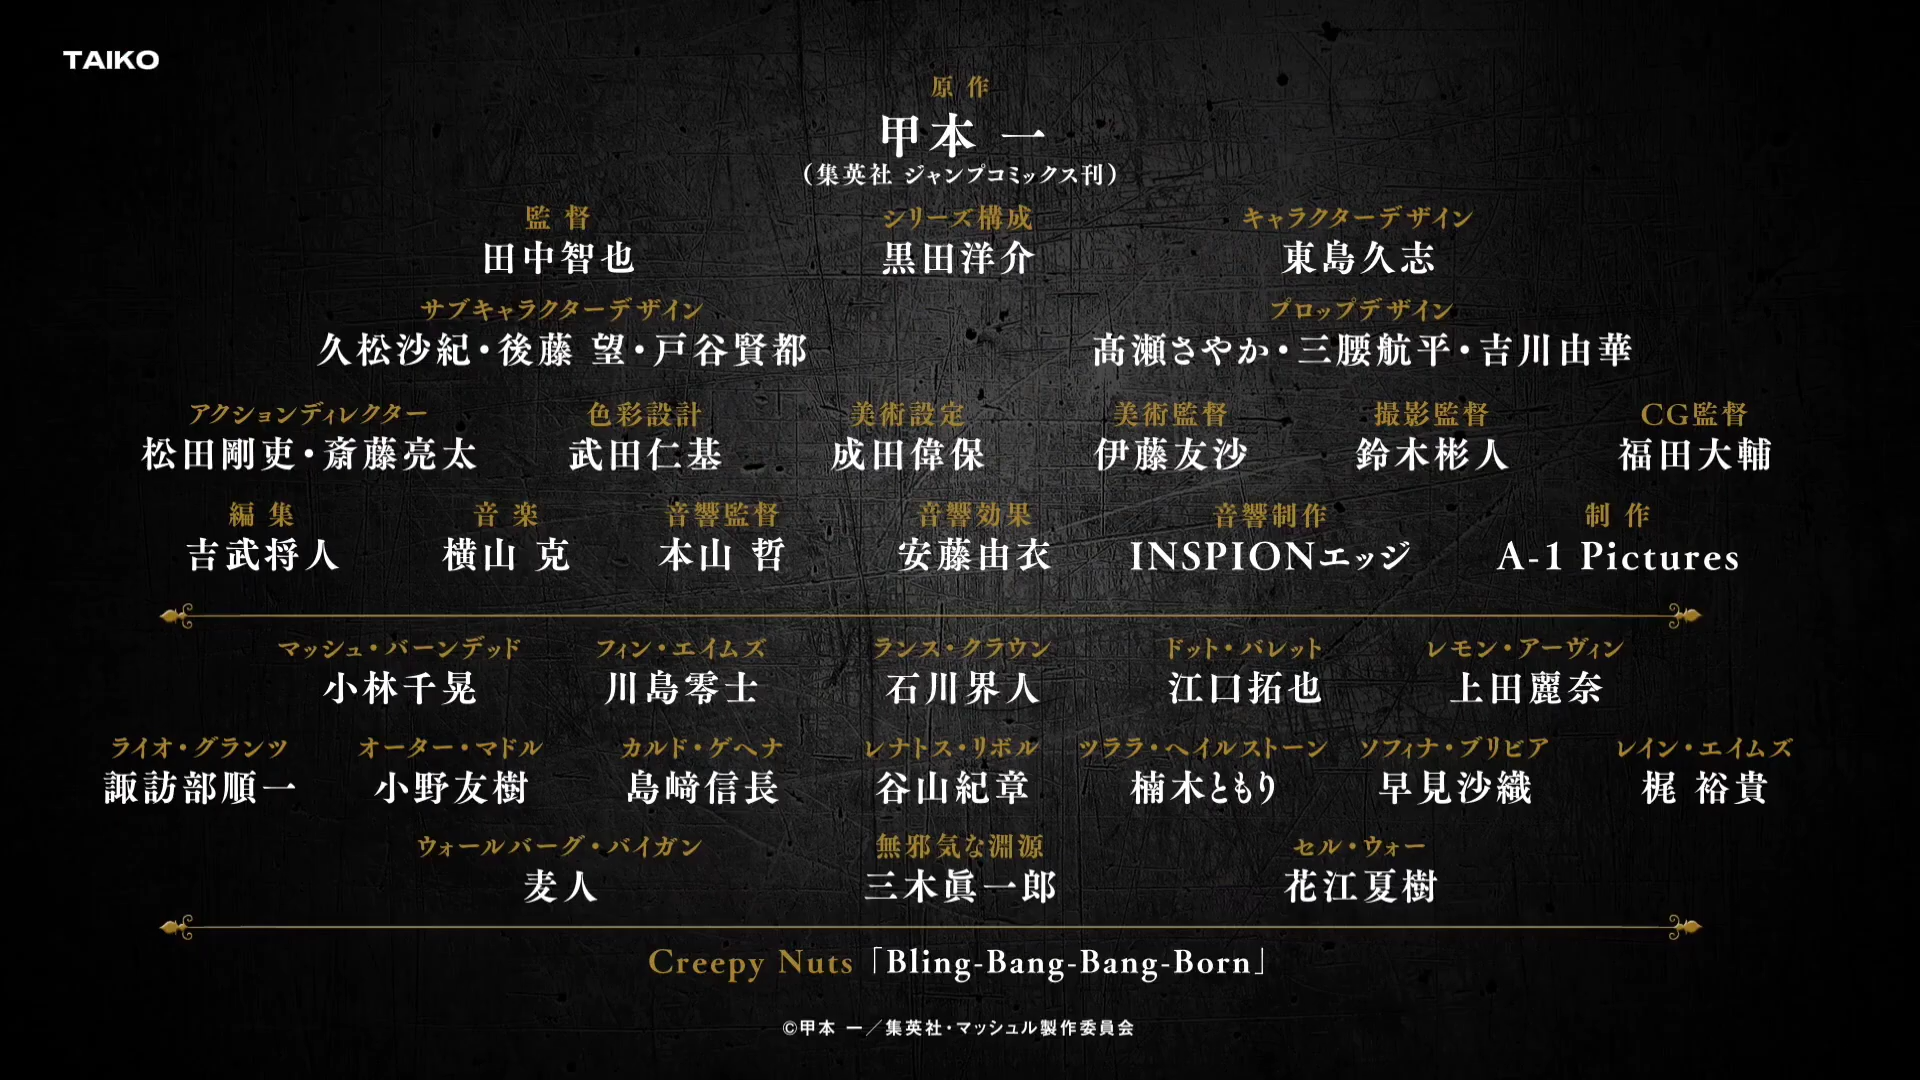 TAIKO
原 作
甲本 一
(集英社 ジャンプコミックス刊)
監 督 シリーズ構成 キャラクターデザイン
田中智也 黒田洋介 東島久志
サブキャラクターデザイン プロップデザイン
久松沙紀・後藤 望・戸谷賢都 髙瀬さやか・三腰航平・吉川由華
アクションディレクター 色彩設計 美術設定 美術監督 撮影監督 CG監督
松田剛吏・斎藤亮太 武田仁基 成田偉保 伊藤友沙 鈴木彬人 福田大輔
編 集 音 楽 音響監督 音響効果 音響制作 制 作
吉武将人 横山 克 本山 哲 安藤由衣 INSPIONエッジ A-1 Pictures
マッシュ・バーンデッド フィン・エイムズ ランス・クラウン ドット・バレット レモン・アーヴィン
小林千晃 川島零士 石川界人 江口拓也 上田麗奈
ライオ・グランツ オーター・マドル カルド・ゲヘナ レナトス・リボル ツララ・ヘイルストーン ソフィナ・ブリビア レイン・エイムズ
諏訪部順一 小野友樹 島﨑信長 谷山紀章 楠木ともり 早見沙織 梶 裕貴
ウォールバーグ・バイガン 無邪気な淵源 セル・ウォー
麦人 三木眞一郎 花江夏樹
Creepy Nuts「Bling-Bang-Bang-Born」
©甲本 一／集英社・マッシュル製作委員会